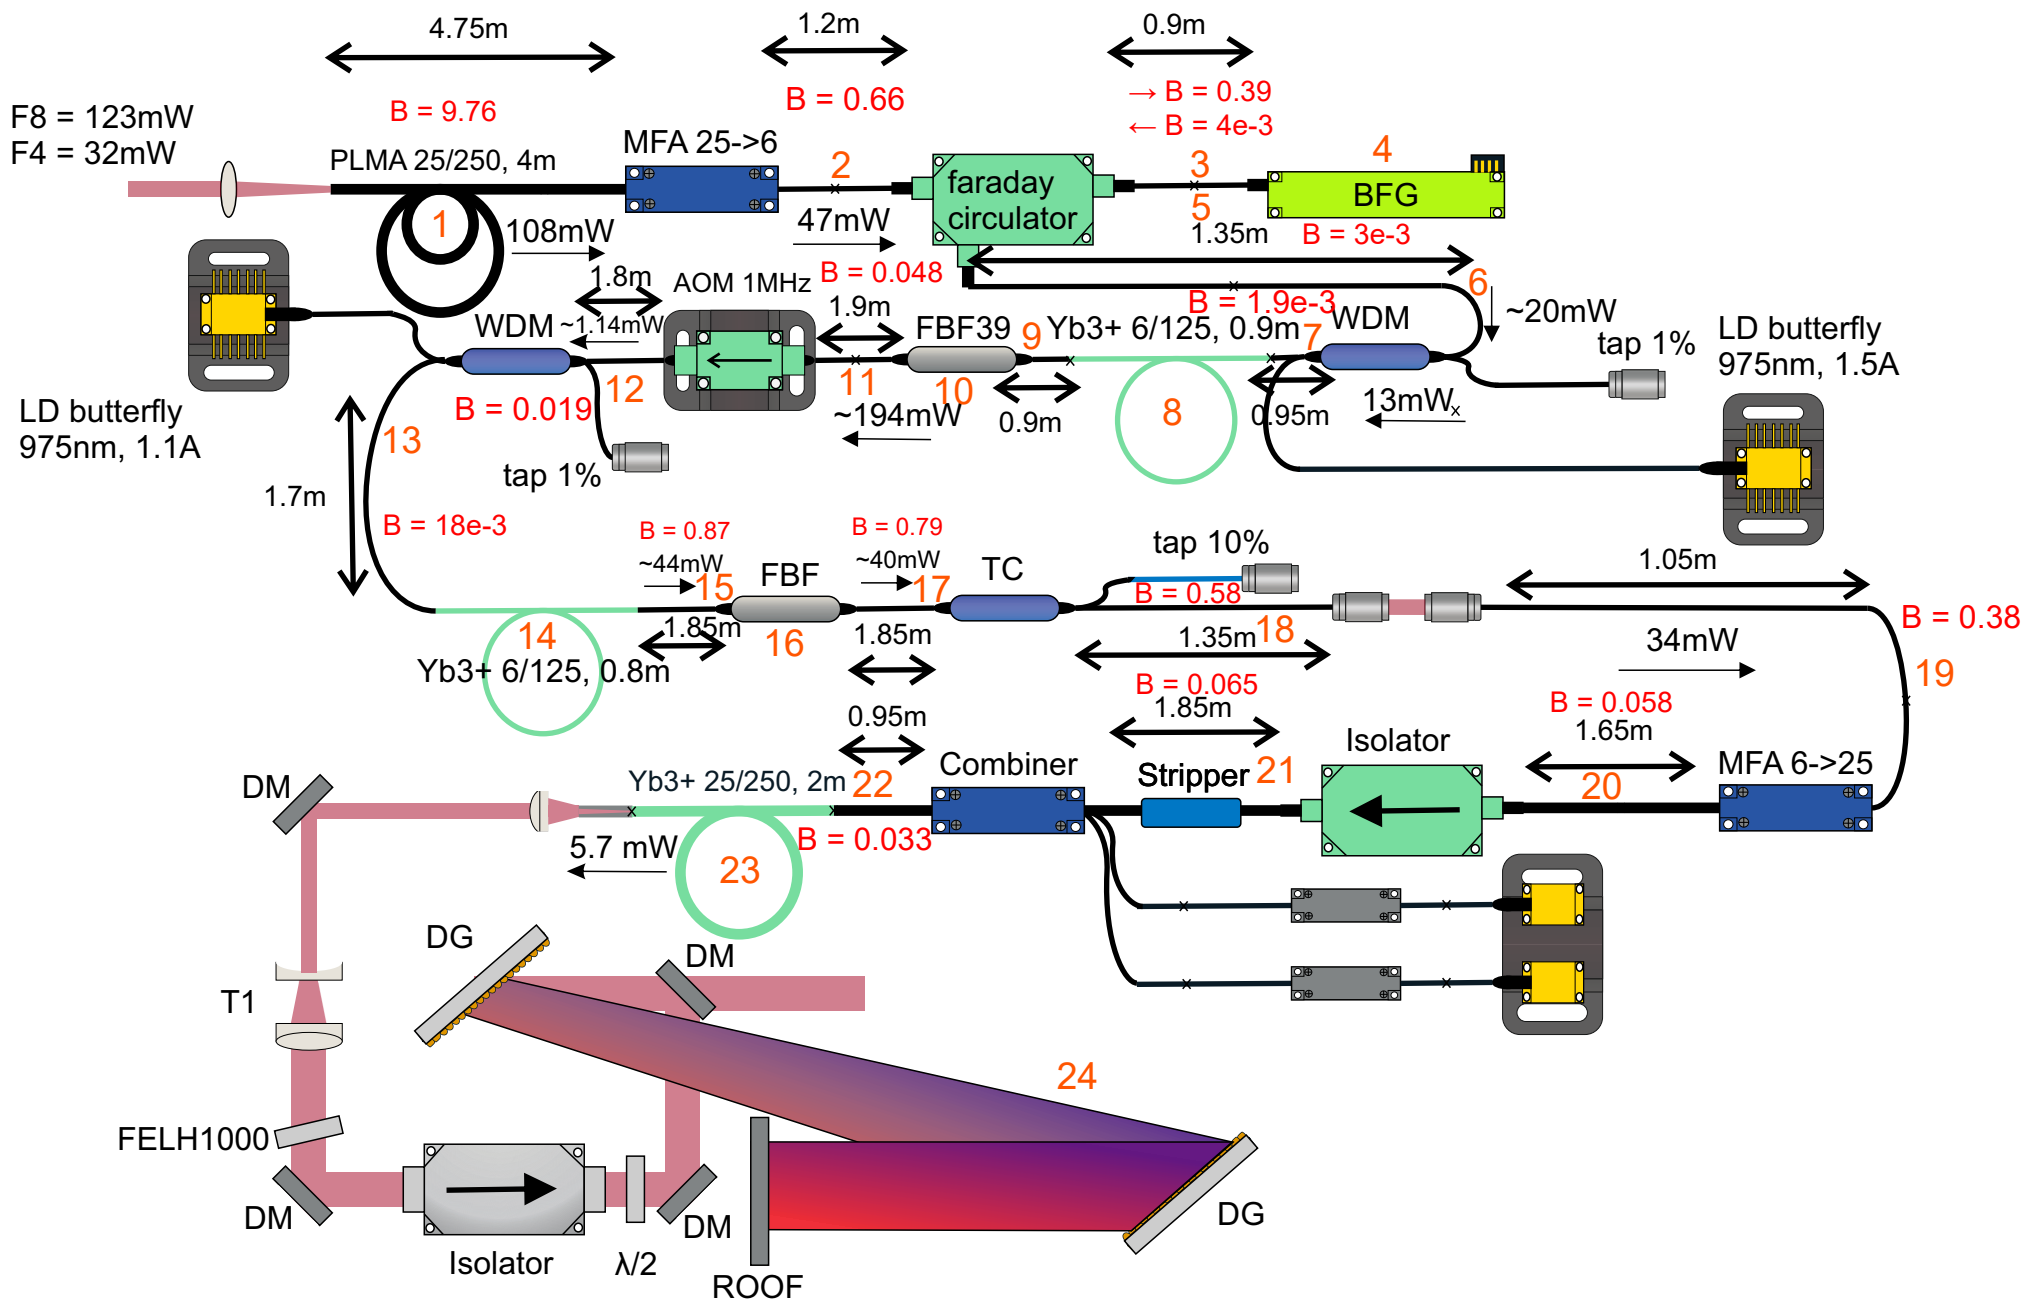 4.75m
1.2m
0.9m
B = 9.76
B = 0.66
→ B = 0.39
← B = 4e-3
F8 = 123mW
F4 = 32mW
PLMA 25/250, 4m
MFA 25->6
2
faraday
circulator
3
5
4
BFG
1
108mW
47mW
1.35m
B = 3e-3
1.8m
AOM 1MHz
B = 0.048
1.9m
6
~20mW
B = 1.9e-3
WDM
~1.14mW
FBF39
9
Yb3+ 6/125, 0.9m
7
WDM
tap 1%
LD butterfly
975nm, 1.5A
12
11
10
8
B = 0.019
~194mW
0.9m
0.95m
13mW
x
LD butterfly
975nm, 1.1A
13
tap 1%
1.7m
B = 18e-3
B = 0.87
~44mW
15
FBF
B = 0.79
~40mW
17
TC
tap 10%
B = 0.58
1.05m
B = 0.38
14
1.85m
16
1.85m
1.35m
18
34mW
19
Yb3+ 6/125, 0.8m
B = 0.065
1.85m
B = 0.058
1.65m
0.95m
DM
Yb3+ 25/250, 2m
22
Combiner
Stripper
21
Isolator
20
MFA 6->25
5.7 mW
B = 0.033
23
DG
DM
T1
24
FELH1000
DM
Isolator
λ/2
DM
ROOF
DG